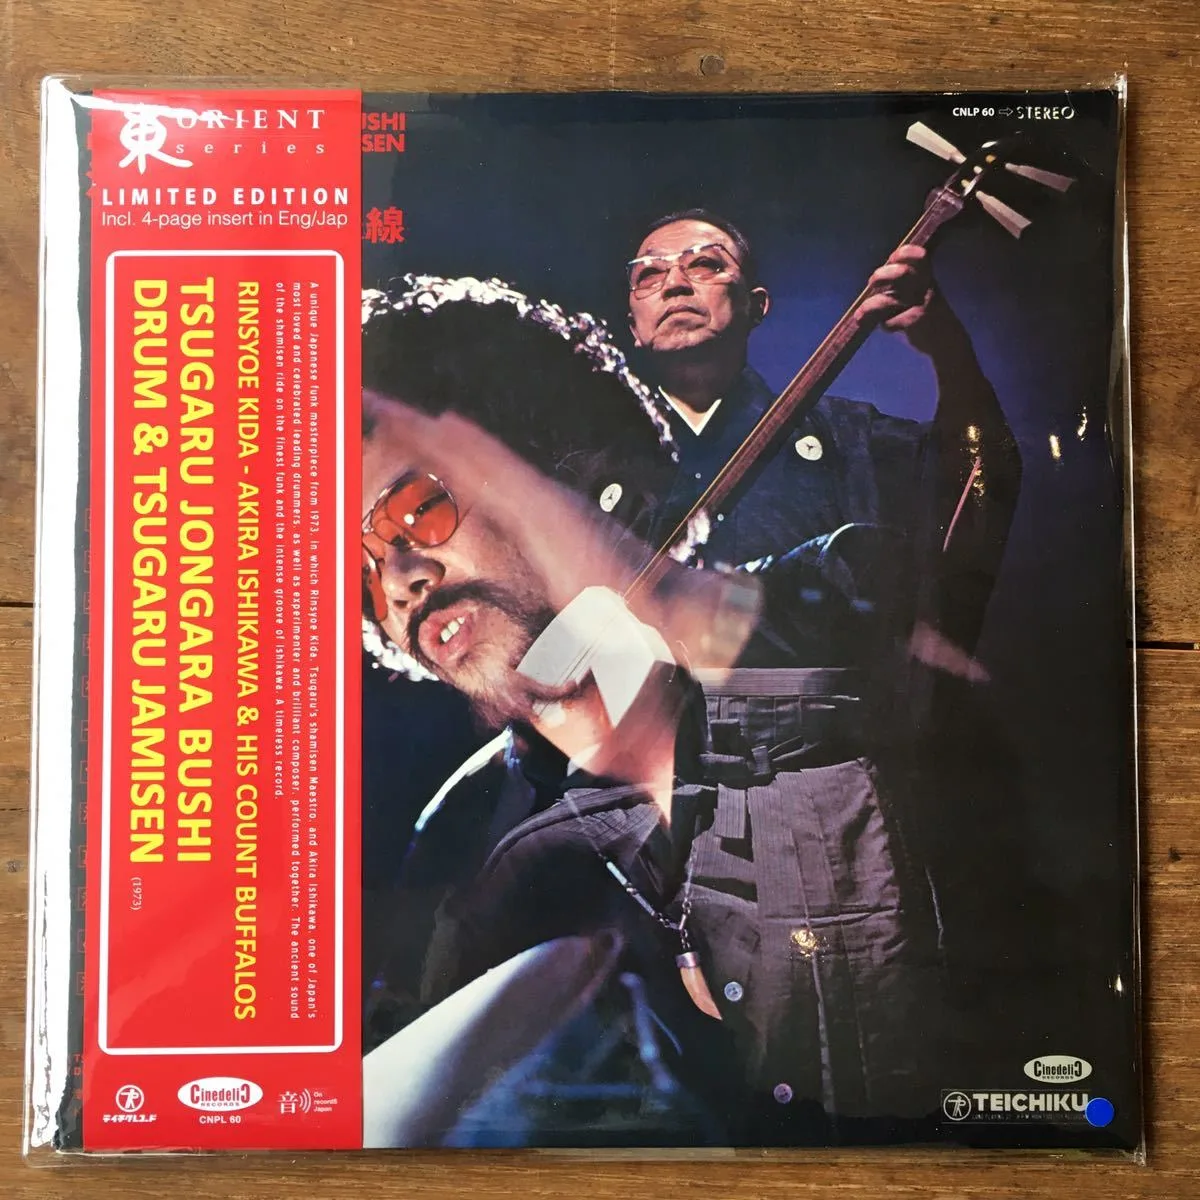 東
ORIENT
series
LIMITED EDITION
Incl. 4-page insert in Eng/Jap
USHI
SEN
線
CNLP 60 ⇨ STEREO
A unique Japanese funk masterpiece from 1973, in which Rinsyoe Kida, Tsugaru's shamisen Maestro, and Akira Ishikawa, one of Japan's
most loved and celebrated leading drummers, as well as experimenter and brilliant composer, performed together. The ancient sound
of the shamisen ride on the finest funk and the intense groove of Ishikawa. A timeless record.
RINSYOE KIDA - AKIRA ISHIKAWA & HIS COUNT BUFFALOS
TSUGARU JONGARA BUSHI
DRUM & TSUGARU JAMISEN
(1973)
テイチクレコード
CinedeliC
RECORDS
CNPL 60
音
On
records
Japan
CinedeliC
RECORDS
TEICHIKU